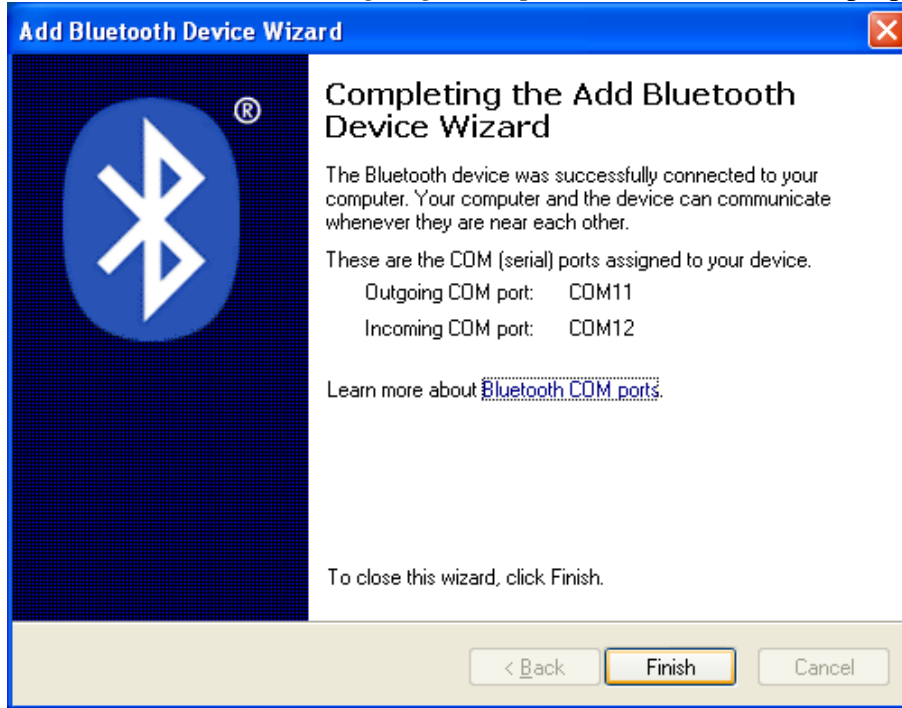 Add Bluetooth Device Wizard
®
Completing the Add Bluetooth
Device Wizard
The Bluetooth device was successfully connected to your
computer. Your computer and the device can communicate
whenever they are near each other.
These are the COM (serial) ports assigned to your device.
Outgoing COM port: COM11
Incoming COM port: COM12
Learn more about Bluetooth COM ports.
To close this wizard, click Finish.
< Back Finish Cancel